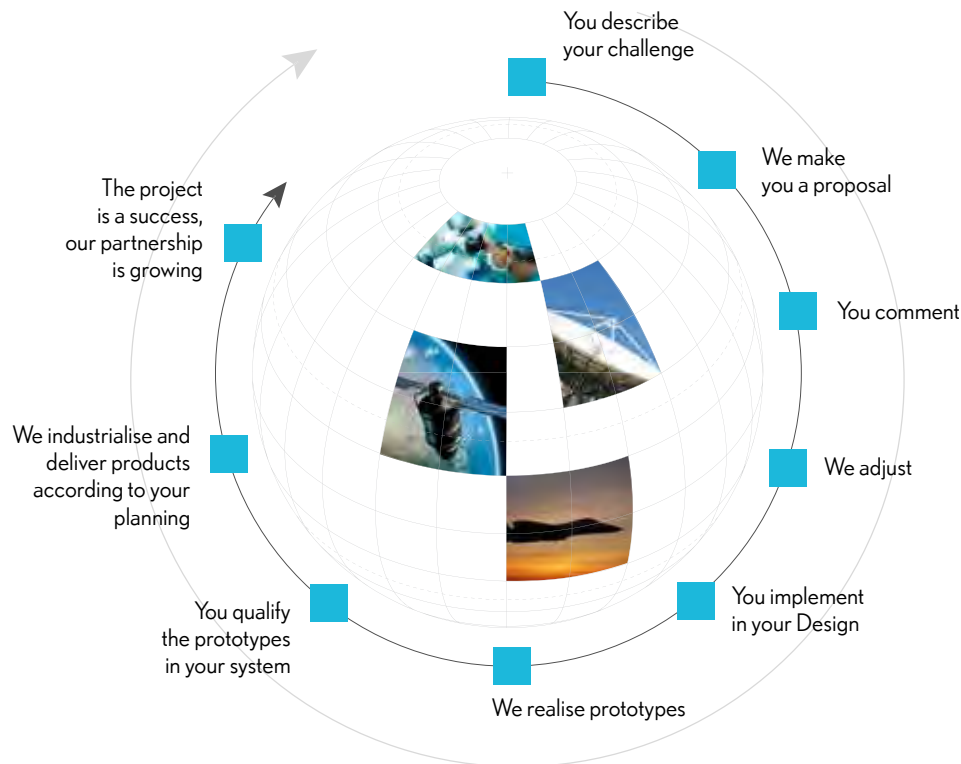 You describe
your challenge
We make
you a proposal
You comment
We adjust
You implement
in your Design
We realise prototypes
You qualify
the prototypes
in your system
We industrialise and
deliver products
according to your
planning
The project
is a success,
our partnership
is growing